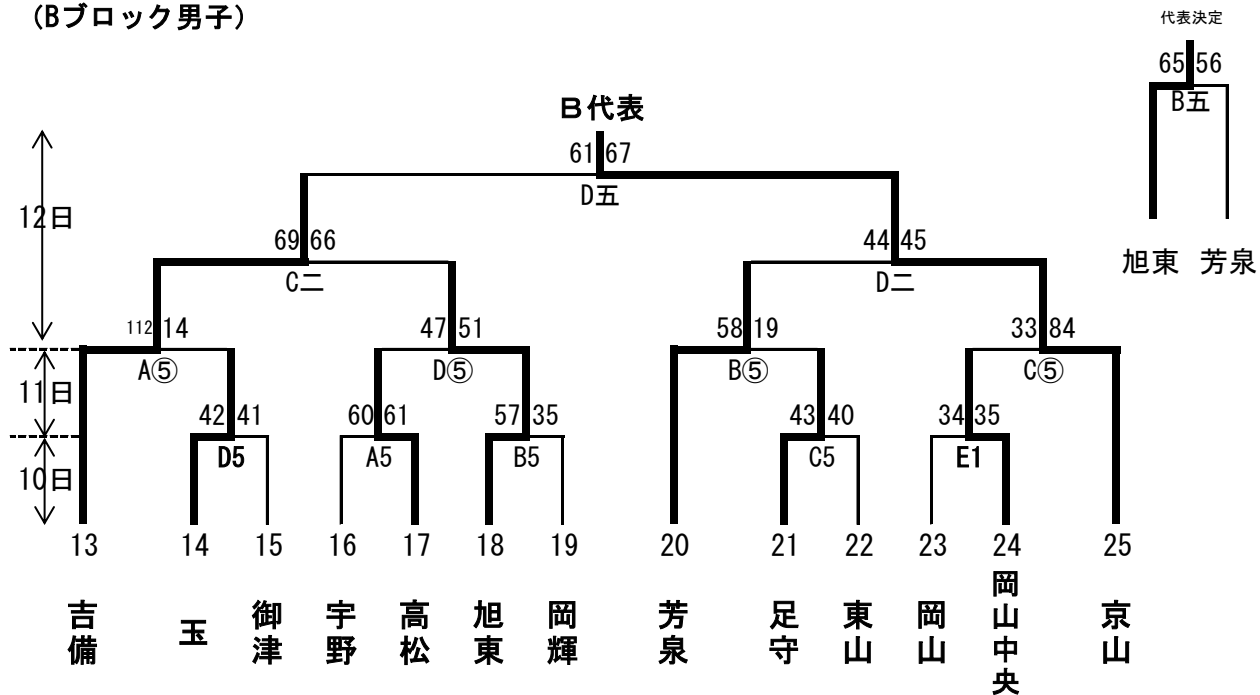 (Bブロック男子)
代表決定
65 56
B五
旭東 芳泉
B代表
61 67
D五
12日
69 66
C二
44 45
D二
112 14
A⑤
47 51
D⑤
58 19
B⑤
33 84
C⑤
11日
42 41
D5
60 61
A5
57 35
B5
43 40
C5
34 35
E1
10日
13 14 15 16 17 18 19 20 21 22 23 24 25
吉備 玉 御津 宇野 高松 旭東 岡輝 芳泉 足守 東山 岡山 岡山中央 京山